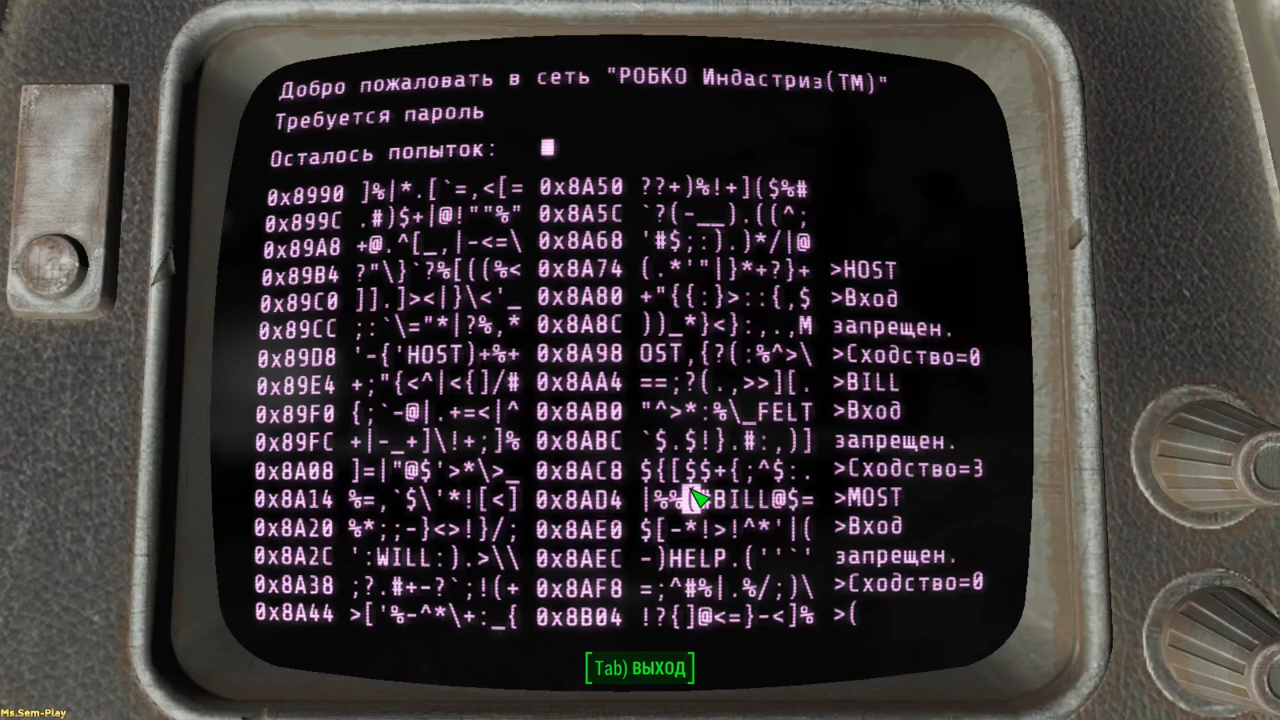 Добро пожаловать в сеть "РОБКО Индастриз(ТМ)"
Требуется пароль
Осталось попыток: ■
0x8990 ]%|*.[`=,<[= 0x8A50 ??+)%!+]($%#
0x899C .#)$+|@!""%" 0x8A5C `?(-__).((^;
0x89A8 +@.^[_,|-<=\ 0x8A68 '#$;:).)*/|@
0x89B4 ?"\}`?%[((%< 0x8A74 (.*'"|}*+?}+ >HOST
0x89C0 ]].]><|}\<'_ 0x8A80 +"{{:}>::{,$ >Вход
0x89CC ;:`\="*|?%,* 0x8A8C ))_*}<}:,.,M запрещен.
0x89D8 '-{'HOST)+%+ 0x8A98 OST,{?(:%^>\ >Сходство=0
0x89E4 +;"{<^|<{]/# 0x8AA4 ==;?(.,>>][. >BILL
0x89F0 {;`-@|.+=<|^ 0x8AB0 "^>*:%\_FELT >Вход
0x89FC +|-_+]\!+;]% 0x8ABC `$.$!}.#:,)] запрещен.
0x8A08 ]=|"@$'>*\>_ 0x8AC8 ${[$$+{;^$:. >Сходство=3
0x8A14 %=,`$\'*![<] 0x8AD4 |%%( BILL@$= >MOST
0x8A20 %*;;-}<>!}/; 0x8AE0 $[-*!>!^*'|( >Вход
0x8A2C ':WILL:).>\\ 0x8AEC -)HELP.(''`' запрещен.
0x8A38 ;?.#+-?`;!(+ 0x8AF8 =;^#%|.%/;)\ >Сходство=0
0x8A44 >['%-^*\+:_{ 0x8B04 !?{]@<=}-<]% >(
[Tab) ВЫХОД]
Ms.Sem-Play